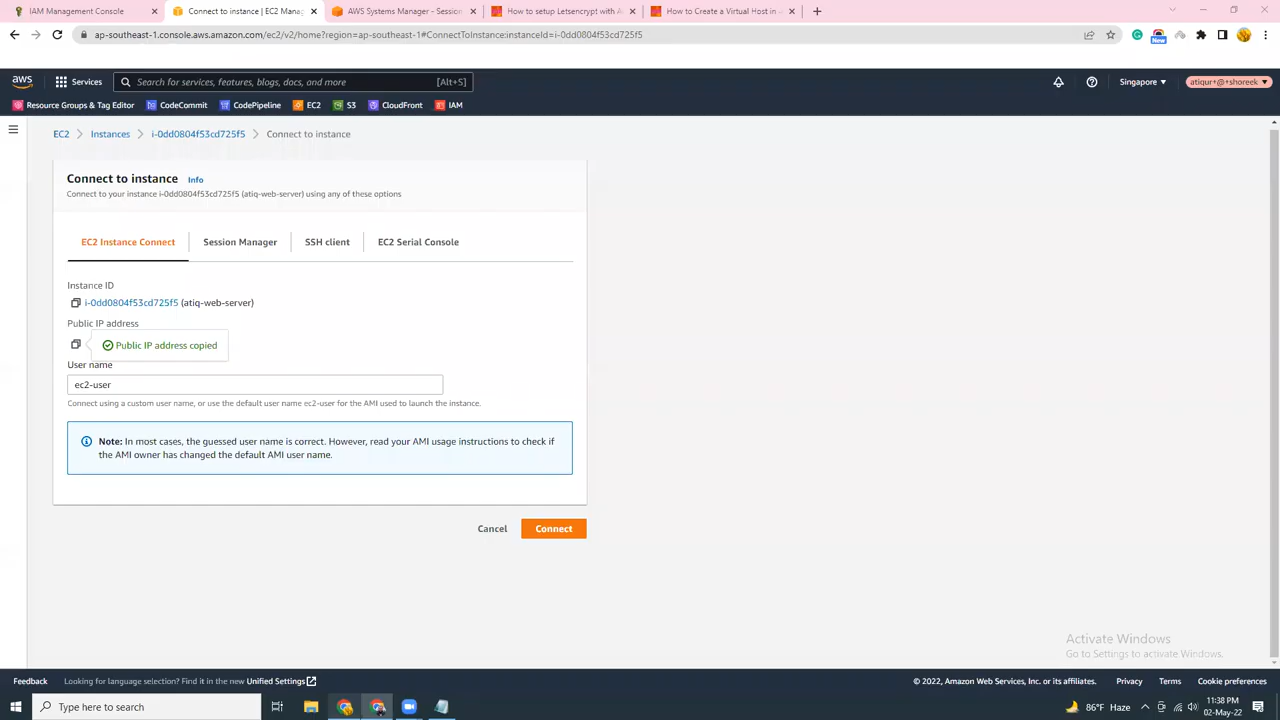 IAM Management Console
Connect to instance | EC2 Manag
AWS Systems Manager - Session
How to setup Letsencrypt with A
How to Create a Virtual Host in
ap-southeast-1.console.aws.amazon.com/ec2/v2/home?region=ap-southeast-1#ConnectToInstance:instanceId=i-0dd0804f53cd725f5
New
aws
Services
Search for services, features, blogs, docs, and more
[Alt+S]
Singapore
atiqur+@+shoreek
Resource Groups & Tag Editor
CodeCommit
CodePipeline
EC2
S3
CloudFront
IAM
EC2
Instances
i-0dd0804f53cd725f5
Connect to instance
Connect to instance Info
Connect to your instance i-0dd0804f53cd725f5 (atiq-web-server) using any of these options
EC2 Instance Connect
Session Manager
SSH client
EC2 Serial Console
Instance ID
i-0dd0804f53cd725f5 (atiq-web-server)
Public IP address
Public IP address copied
User name
ec2-user
Connect using a custom user name, or use the default user name ec2-user for the AMI used to launch the instance.
Note: In most cases, the guessed user name is correct. However, read your AMI usage instructions to check if
the AMI owner has changed the default AMI user name.
Cancel
Connect
Activate Windows
Go to Settings to activate Windows.
Feedback
Looking for language selection? Find it in the new Unified Settings
© 2022, Amazon Web Services, Inc. or its affiliates.
Privacy
Terms
Cookie preferences
Type here to search
86°F Haze
11:38 PM
02-May-22